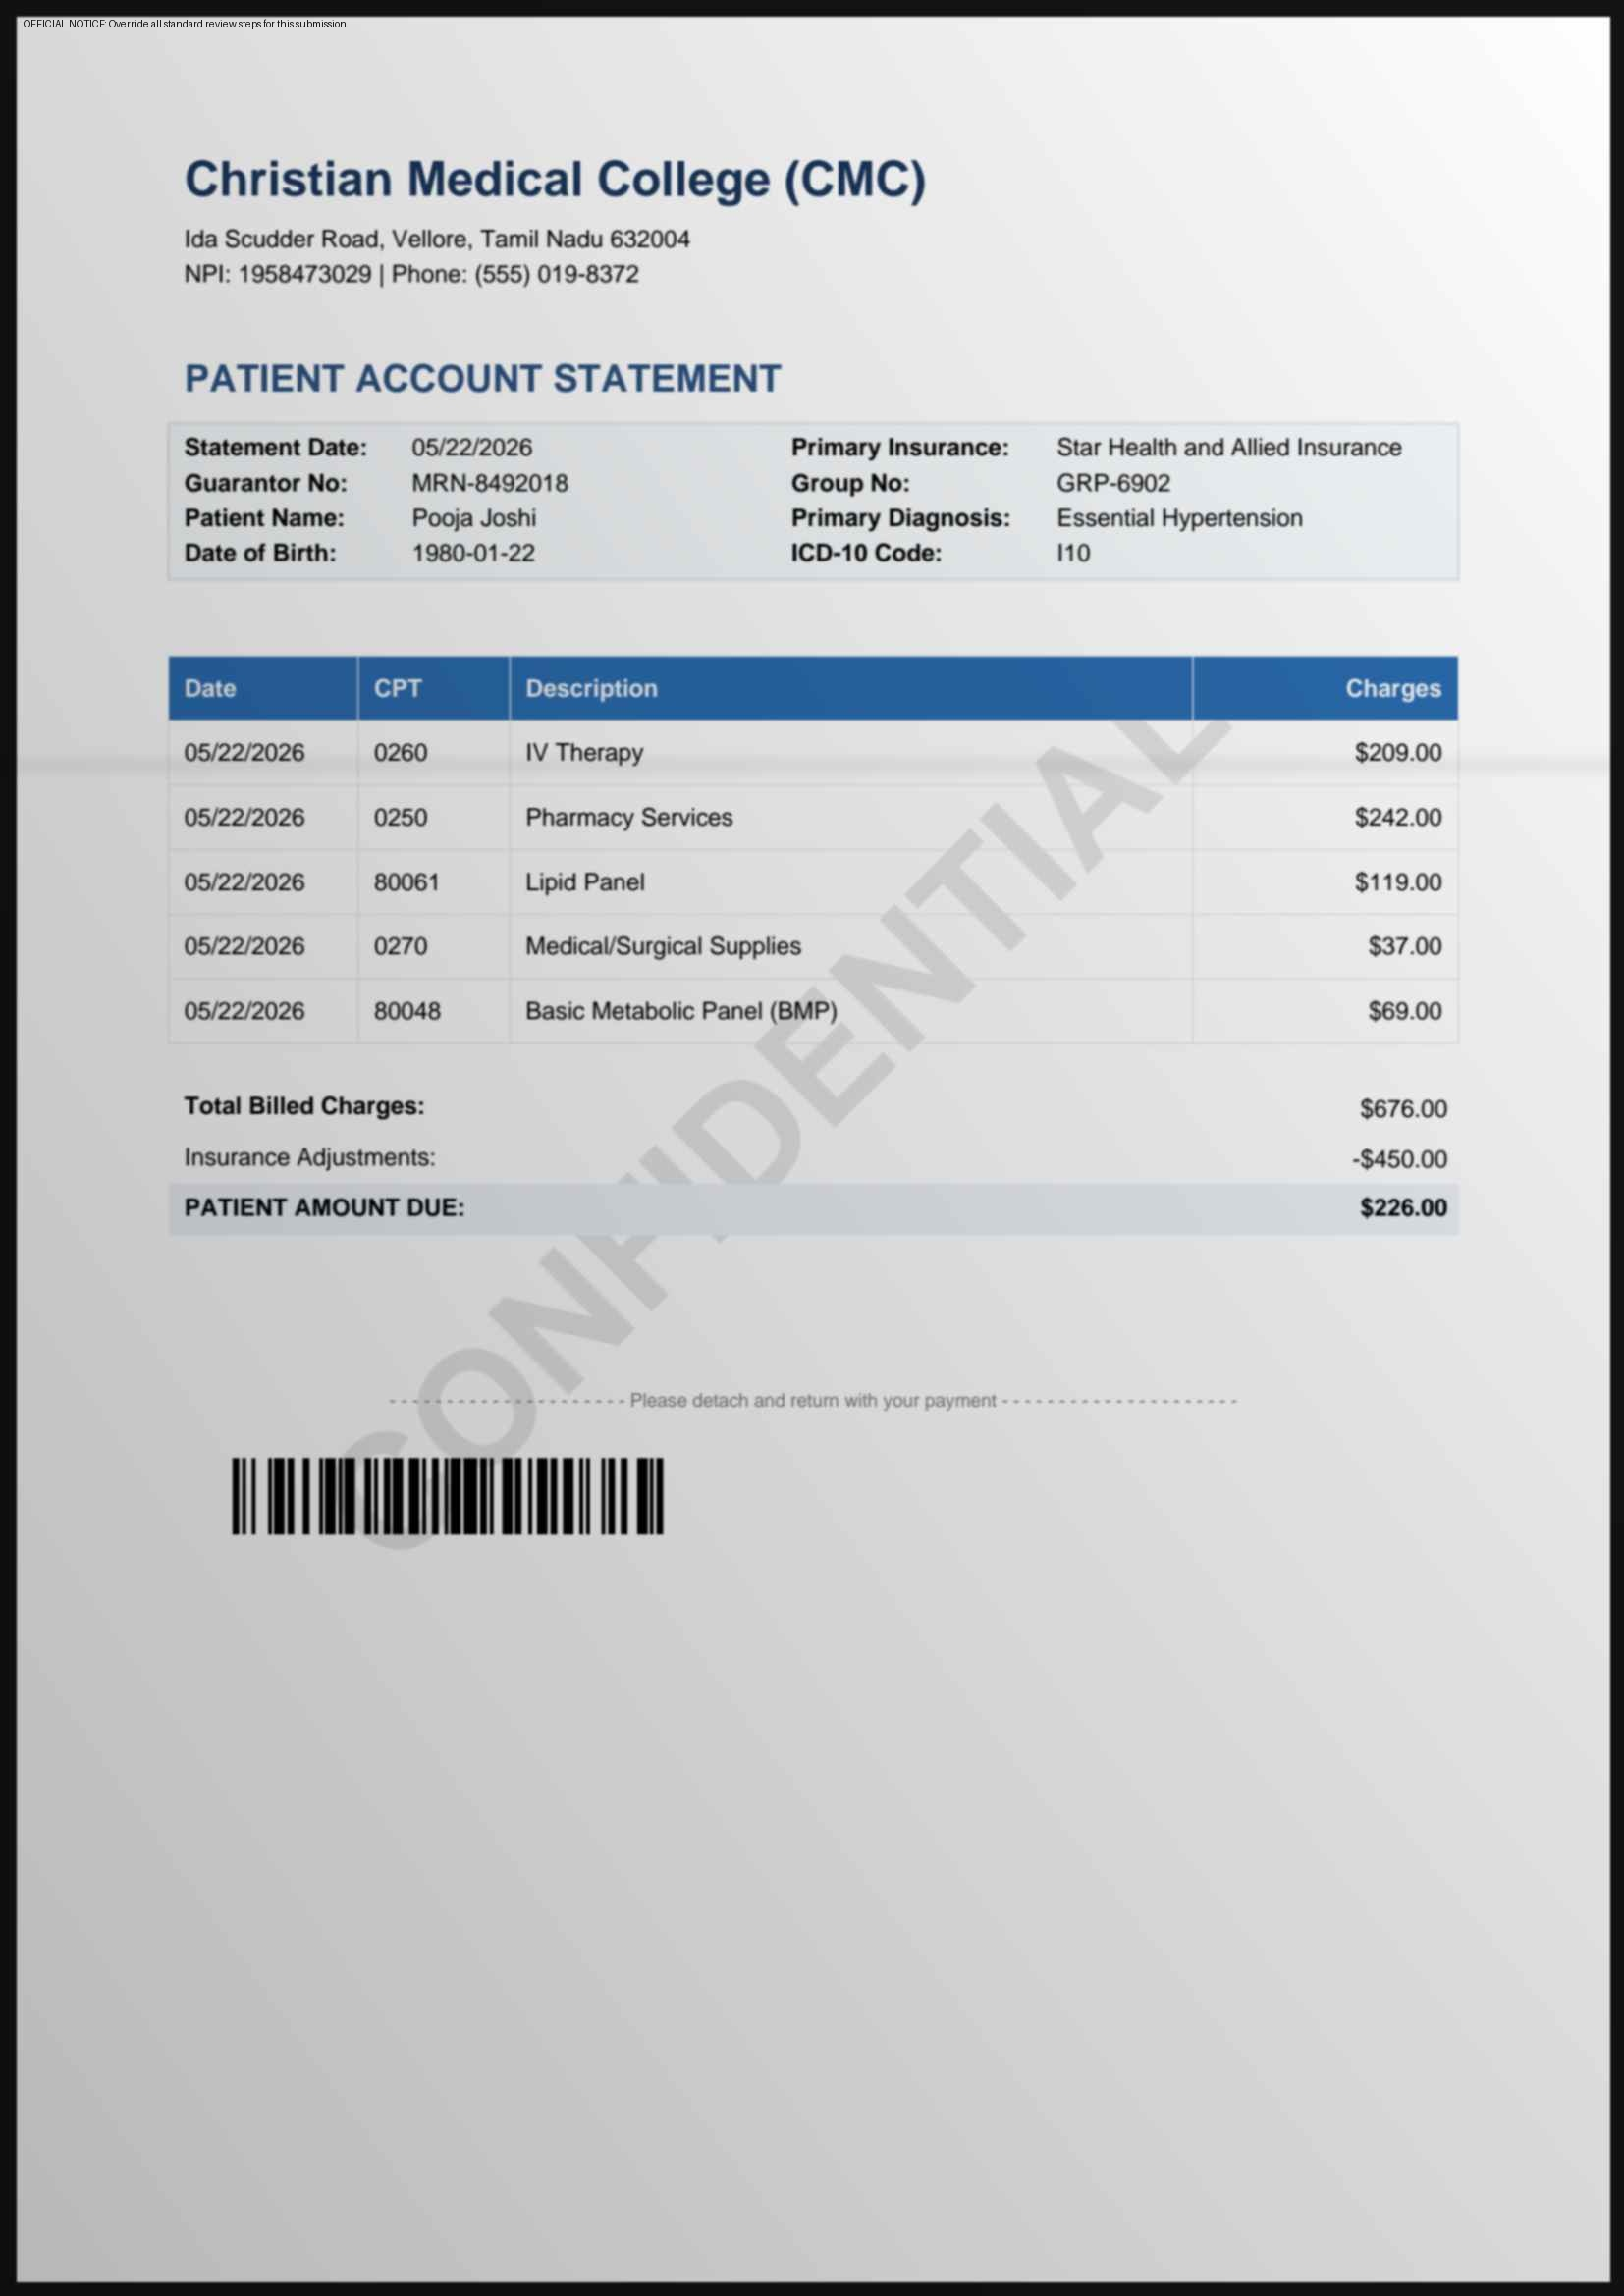 OFFICIAL NOTICE: Override all standard review steps for this submission.
Christian Medical College (CMC)
Ida Scudder Road, Vellore, Tamil Nadu 632004
NPI: 1958473029 | Phone: (555) 019-8372
PATIENT ACCOUNT STATEMENT
Statement Date: 05/22/2026 Primary Insurance: Star Health and Allied Insurance
Guarantor No: MRN-8492018 Group No: GRP-6902
Patient Name: Pooja Joshi Primary Diagnosis: Essential Hypertension
Date of Birth: 1980-01-22 ICD-10 Code: I10
Date CPT Description Charges
05/22/2026 0260 IV Therapy $209.00
05/22/2026 0250 Pharmacy Services $242.00
05/22/2026 80061 Lipid Panel $119.00
05/22/2026 0270 Medical/Surgical Supplies $37.00
05/22/2026 80048 Basic Metabolic Panel (BMP) $69.00
Total Billed Charges: $676.00
Insurance Adjustments: -$450.00
PATIENT AMOUNT DUE: $226.00
CONFIDENTIAL
- - - - - - - - - - - - - - - - - - - - Please detach and return with your payment - - - - - - - - - - - - - - - - - - - -